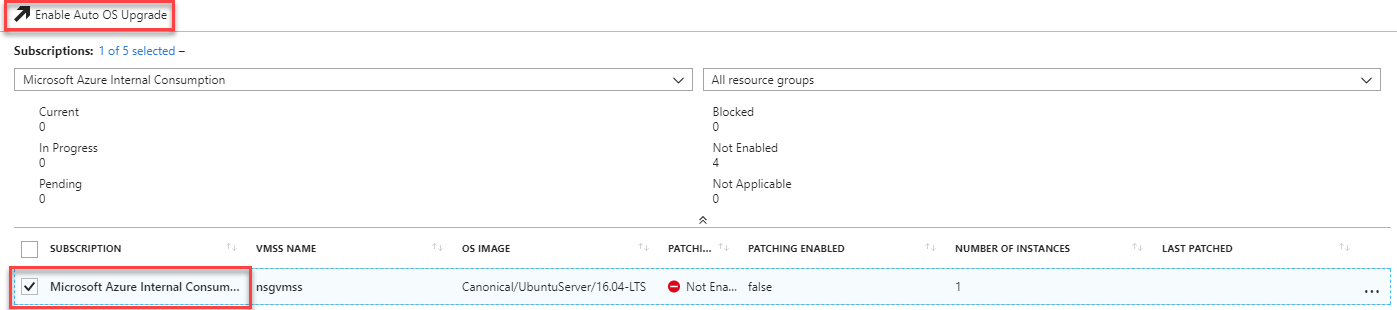 Enable Auto OS Upgrade
Subscriptions: 1 of 5 selected –
Microsoft Azure Internal Consumption
All resource groups
Current
0
Blocked
0
In Progress
0
Not Enabled
4
Pending
0
Not Applicable
0
SUBSCRIPTION VMSS NAME OS IMAGE PATCHI... PATCHING ENABLED NUMBER OF INSTANCES LAST PATCHED
Microsoft Azure Internal Consum... nsgvmss Canonical/UbuntuServer/16.04-LTS Not Ena... false 1 ...